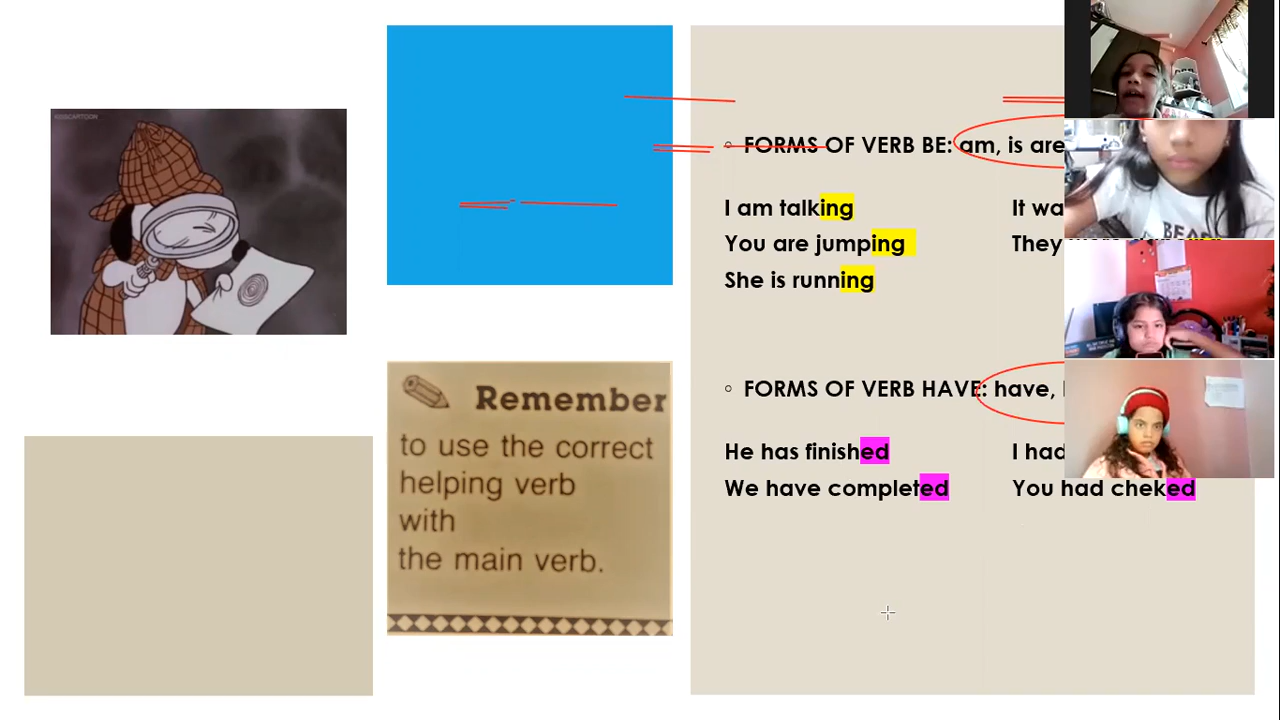 KISSCARTOON
Remember
to use the correct
helping verb
with
the main verb.
FORMS OF VERB BE: am, is are
I am talking
You are jumping
She is running
They
FORMS OF VERB HAVE: have,
He has finished
We have completed
I had
You had cheked